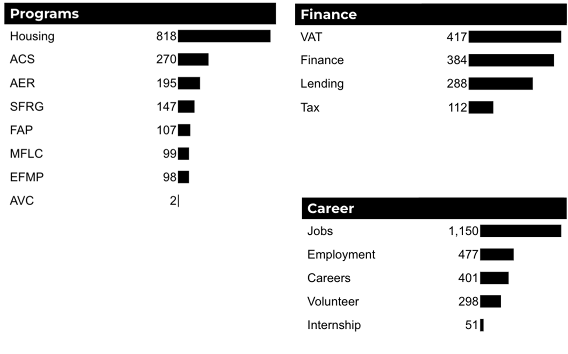 Programs
Housing 818
ACS 270
AER 195
SFRG 147
FAP 107
MFLC 99
EFMP 98
AVC 2
Finance
VAT 417
Finance 384
Lending 288
Tax 112
Career
Jobs 1,150
Employment 477
Careers 401
Volunteer 298
Internship 51